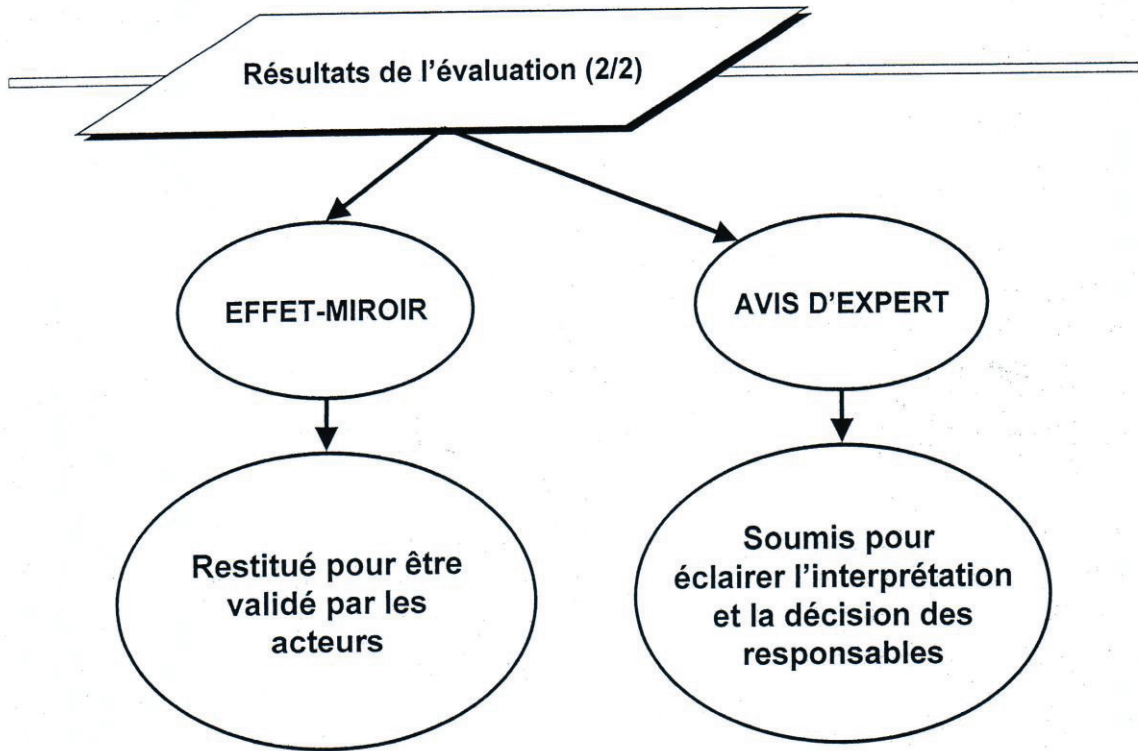 Résultats de l'évaluation (2/2)
EFFET-MIROIR
AVIS D'EXPERT
Restitué pour être
validé par les
acteurs
Soumis pour
éclairer l'interprétation
et la décision des
responsables